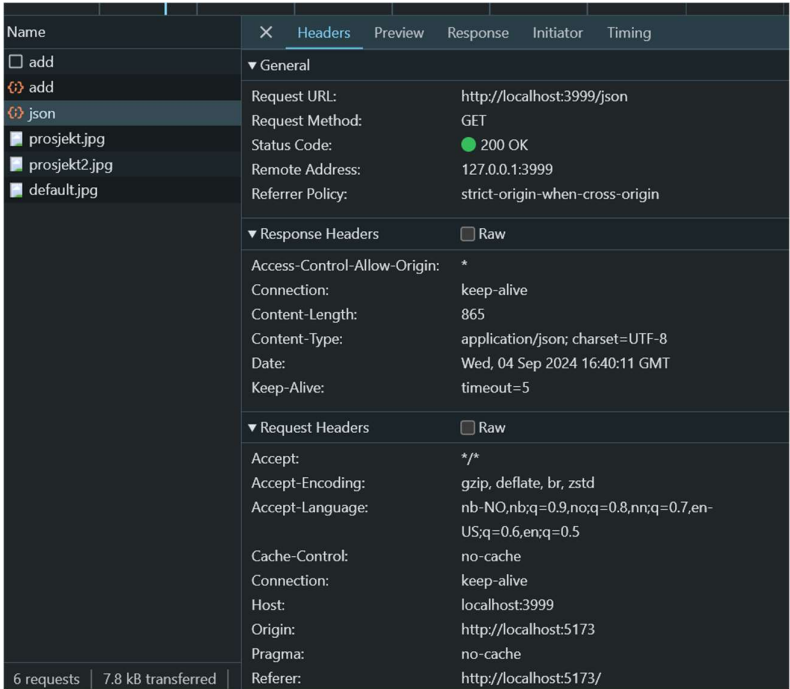 Name
Headers Preview Response Initiator Timing
add
add
json
prosjekt.jpg
prosjekt2.jpg
default.jpg
General
Request URL: http://localhost:3999/json
Request Method: GET
Status Code: 200 OK
Remote Address: 127.0.0.1:3999
Referrer Policy: strict-origin-when-cross-origin
Response Headers Raw
Access-Control-Allow-Origin: *
Connection: keep-alive
Content-Length: 865
Content-Type: application/json; charset=UTF-8
Date: Wed, 04 Sep 2024 16:40:11 GMT
Keep-Alive: timeout=5
Request Headers Raw
Accept: */*
Accept-Encoding: gzip, deflate, br, zstd
Accept-Language: nb-NO,nb;q=0.9,no;q=0.8,nn;q=0.7,en-
US;q=0.6,en;q=0.5
Cache-Control: no-cache
Connection: keep-alive
Host: localhost:3999
Origin: http://localhost:5173
Pragma: no-cache
Referer: http://localhost:5173/
6 requests 7.8 kB transferred